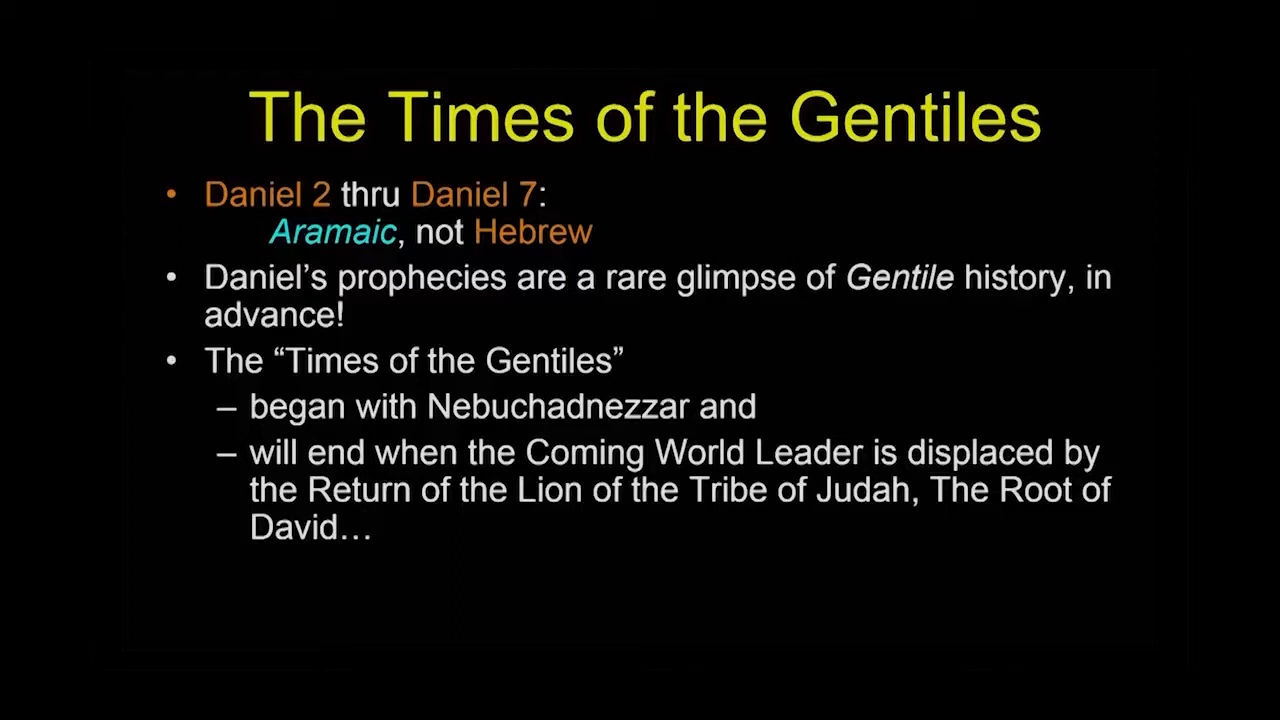 The Times of the Gentiles
• Daniel 2 thru Daniel 7:
Aramaic, not Hebrew
• Daniel’s prophecies are a rare glimpse of Gentile history, in
advance!
• The “Times of the Gentiles”
– began with Nebuchadnezzar and
– will end when the Coming World Leader is displaced by
the Return of the Lion of the Tribe of Judah, The Root of
David…